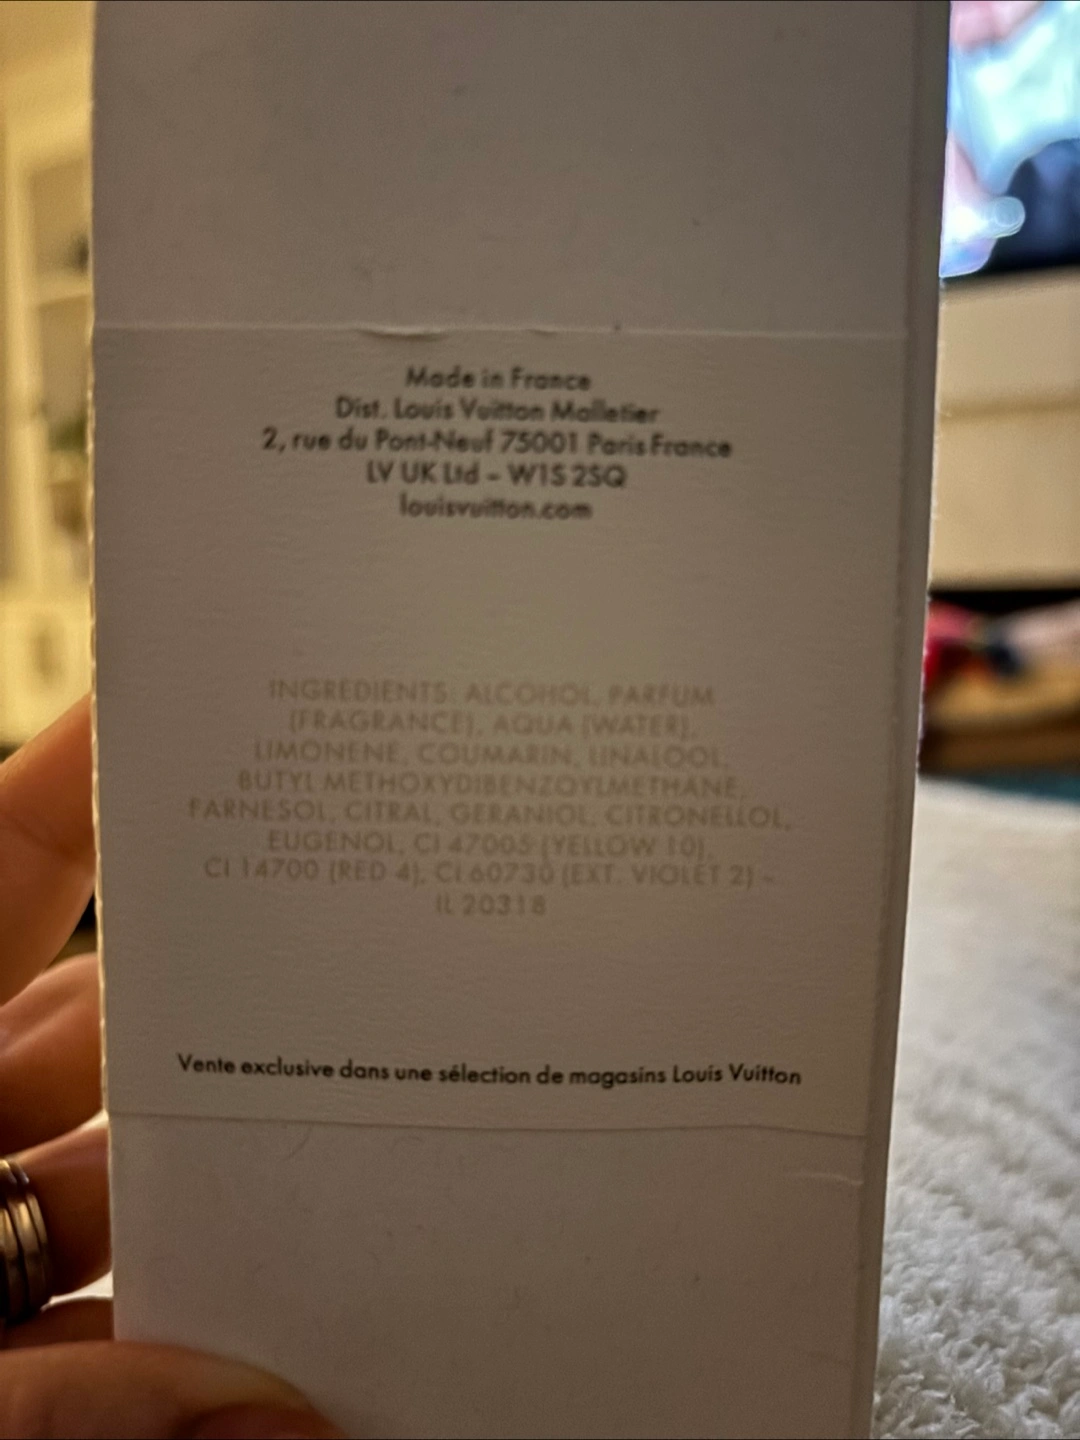 Made in France
Dist. Louis Vuitton Malletier
2, rue du Pont-Neuf 75001 Paris France
LV UK Ltd – W1S 2SQ
louisvuitton.com
INGREDIENTS: ALCOHOL, PARFUM
(FRAGRANCE), AQUA (WATER),
LIMONENE, COUMARIN, LINALOOL,
BUTYL METHOXYDIBENZOYLMETHANE,
FARNESOL, CITRAL, GERANIOL, CITRONELLOL,
EUGENOL, CI 47005 (YELLOW 10),
CI 14700 (RED 4), CI 60730 (EXT. VIOLET 2) –
IL 20318
Vente exclusive dans une sélection de magasins Louis Vuitton